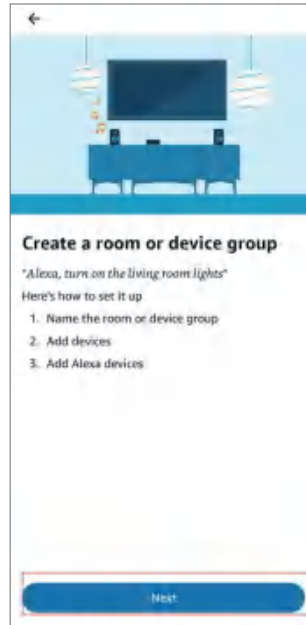 Create a room or device group
"Alexa, turn on the living room lights"
Here's how to set it up
1. Name the room or device group
2. Add devices
3. Add Alexa devices
Next